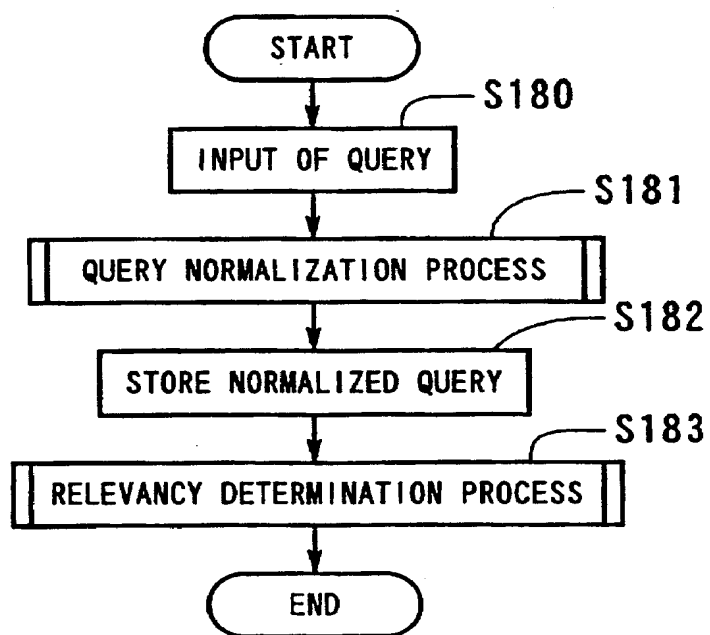 START
S180
INPUT OF QUERY
S181
QUERY NORMALIZATION PROCESS
S182
STORE NORMALIZED QUERY
S183
RELEVANCY DETERMINATION PROCESS
END